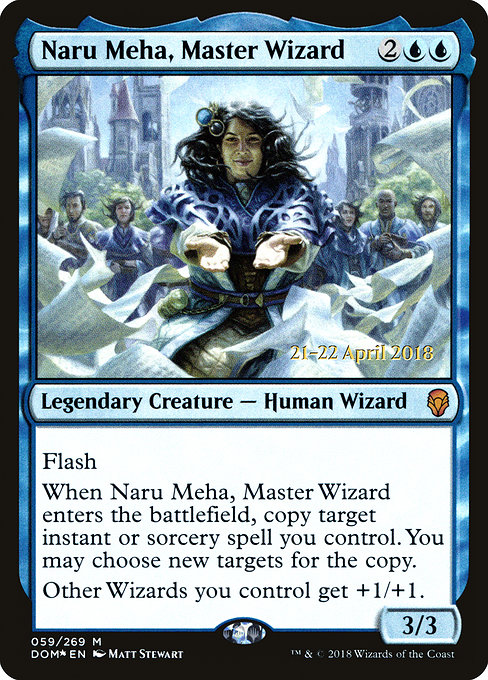 Naru Meha, Master Wizard 2
21–22 April 2018
Legendary Creature — Human Wizard
Flash
When Naru Meha, Master Wizard
enters the battlefield, copy target
instant or sorcery spell you control. You
may choose new targets for the copy.
Other Wizards you control get +1/+1.
3/3
059/269 M
DOM★EN Matt Stewart
™ & © 2018 Wizards of the Coast